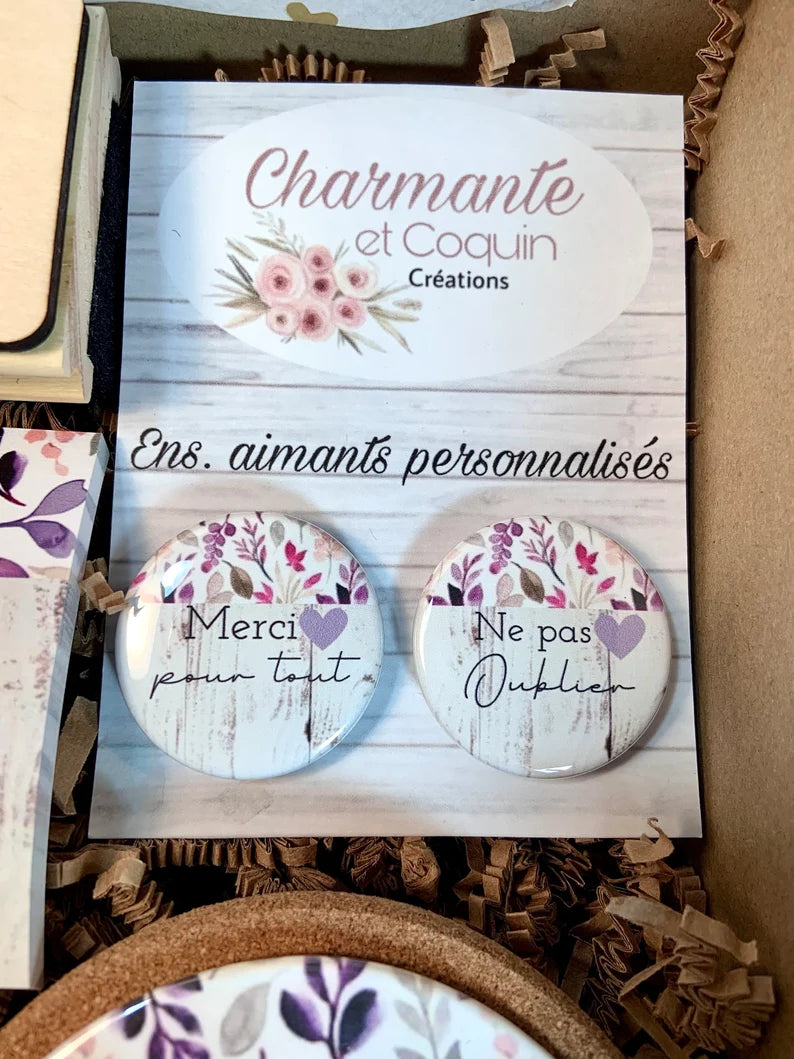 Charmante
et Coquin
Créations
Ens. aimants personnalisés
Merci
pour tout
Ne pas
Oublier